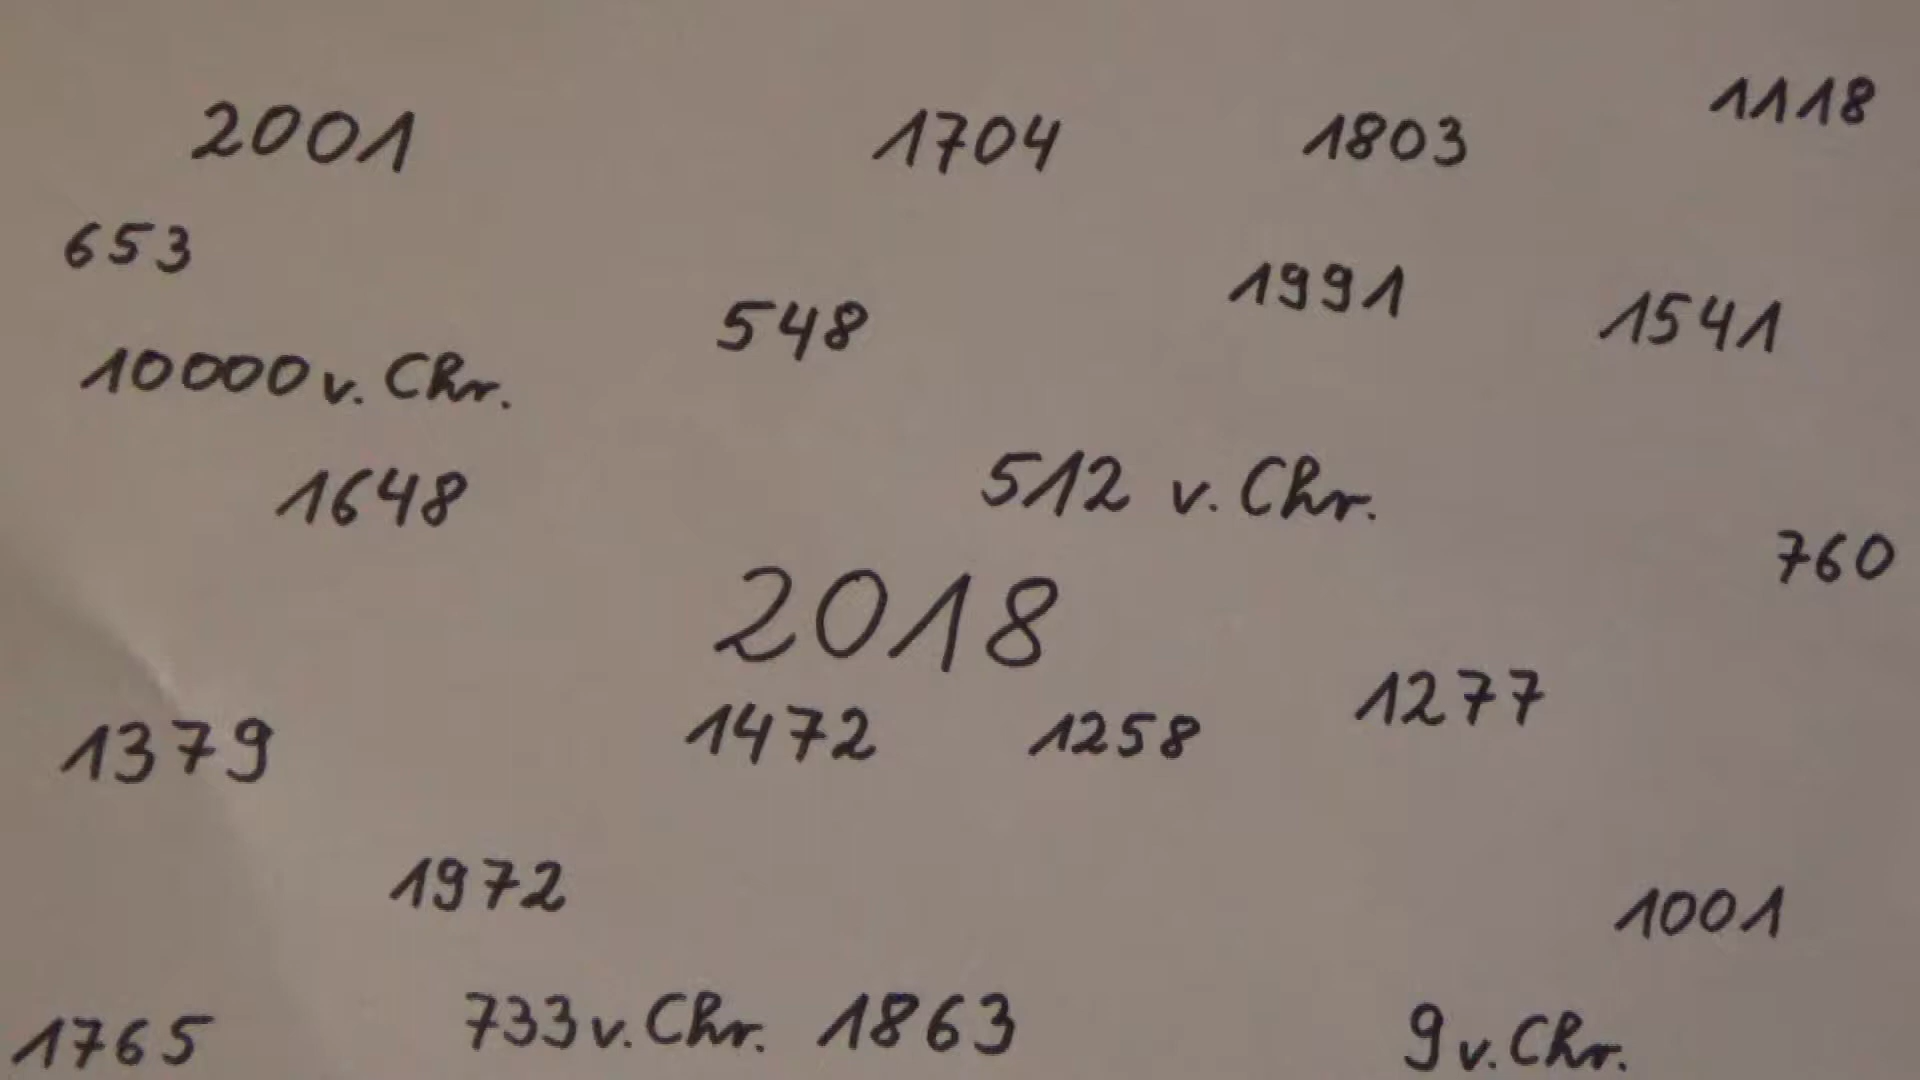 2001 1704 1803 1118
653 548 1991 1541
10000 v. Chr.
1648 512 v. Chr. 760
2018
1379 1472 1258 1277
1972 1001
1765 733 v. Chr. 1863 9 v. Chr.